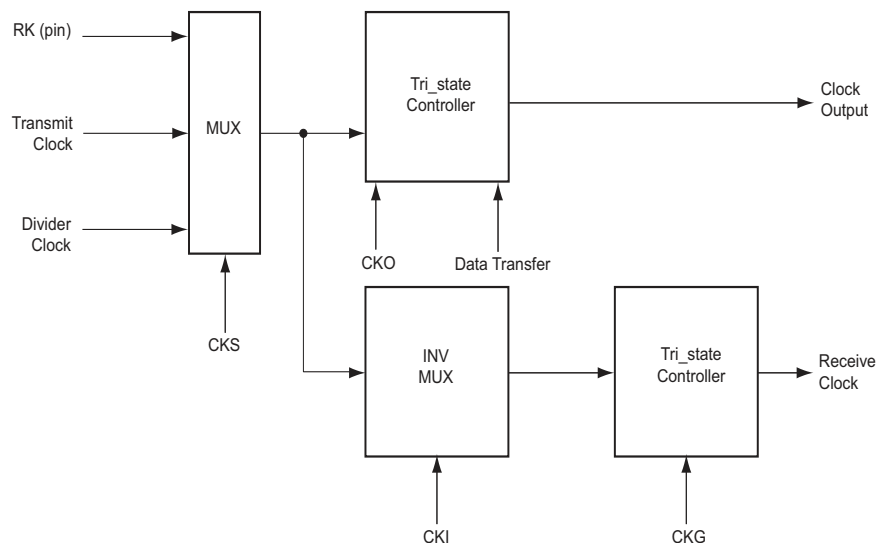 RK (pin)
Transmit
Clock
Divider
Clock
MUX
CKS
Tri_state
Controller
CKO
Data Transfer
Clock
Output
INV
MUX
CKI
Tri_state
Controller
CKG
Receive
Clock